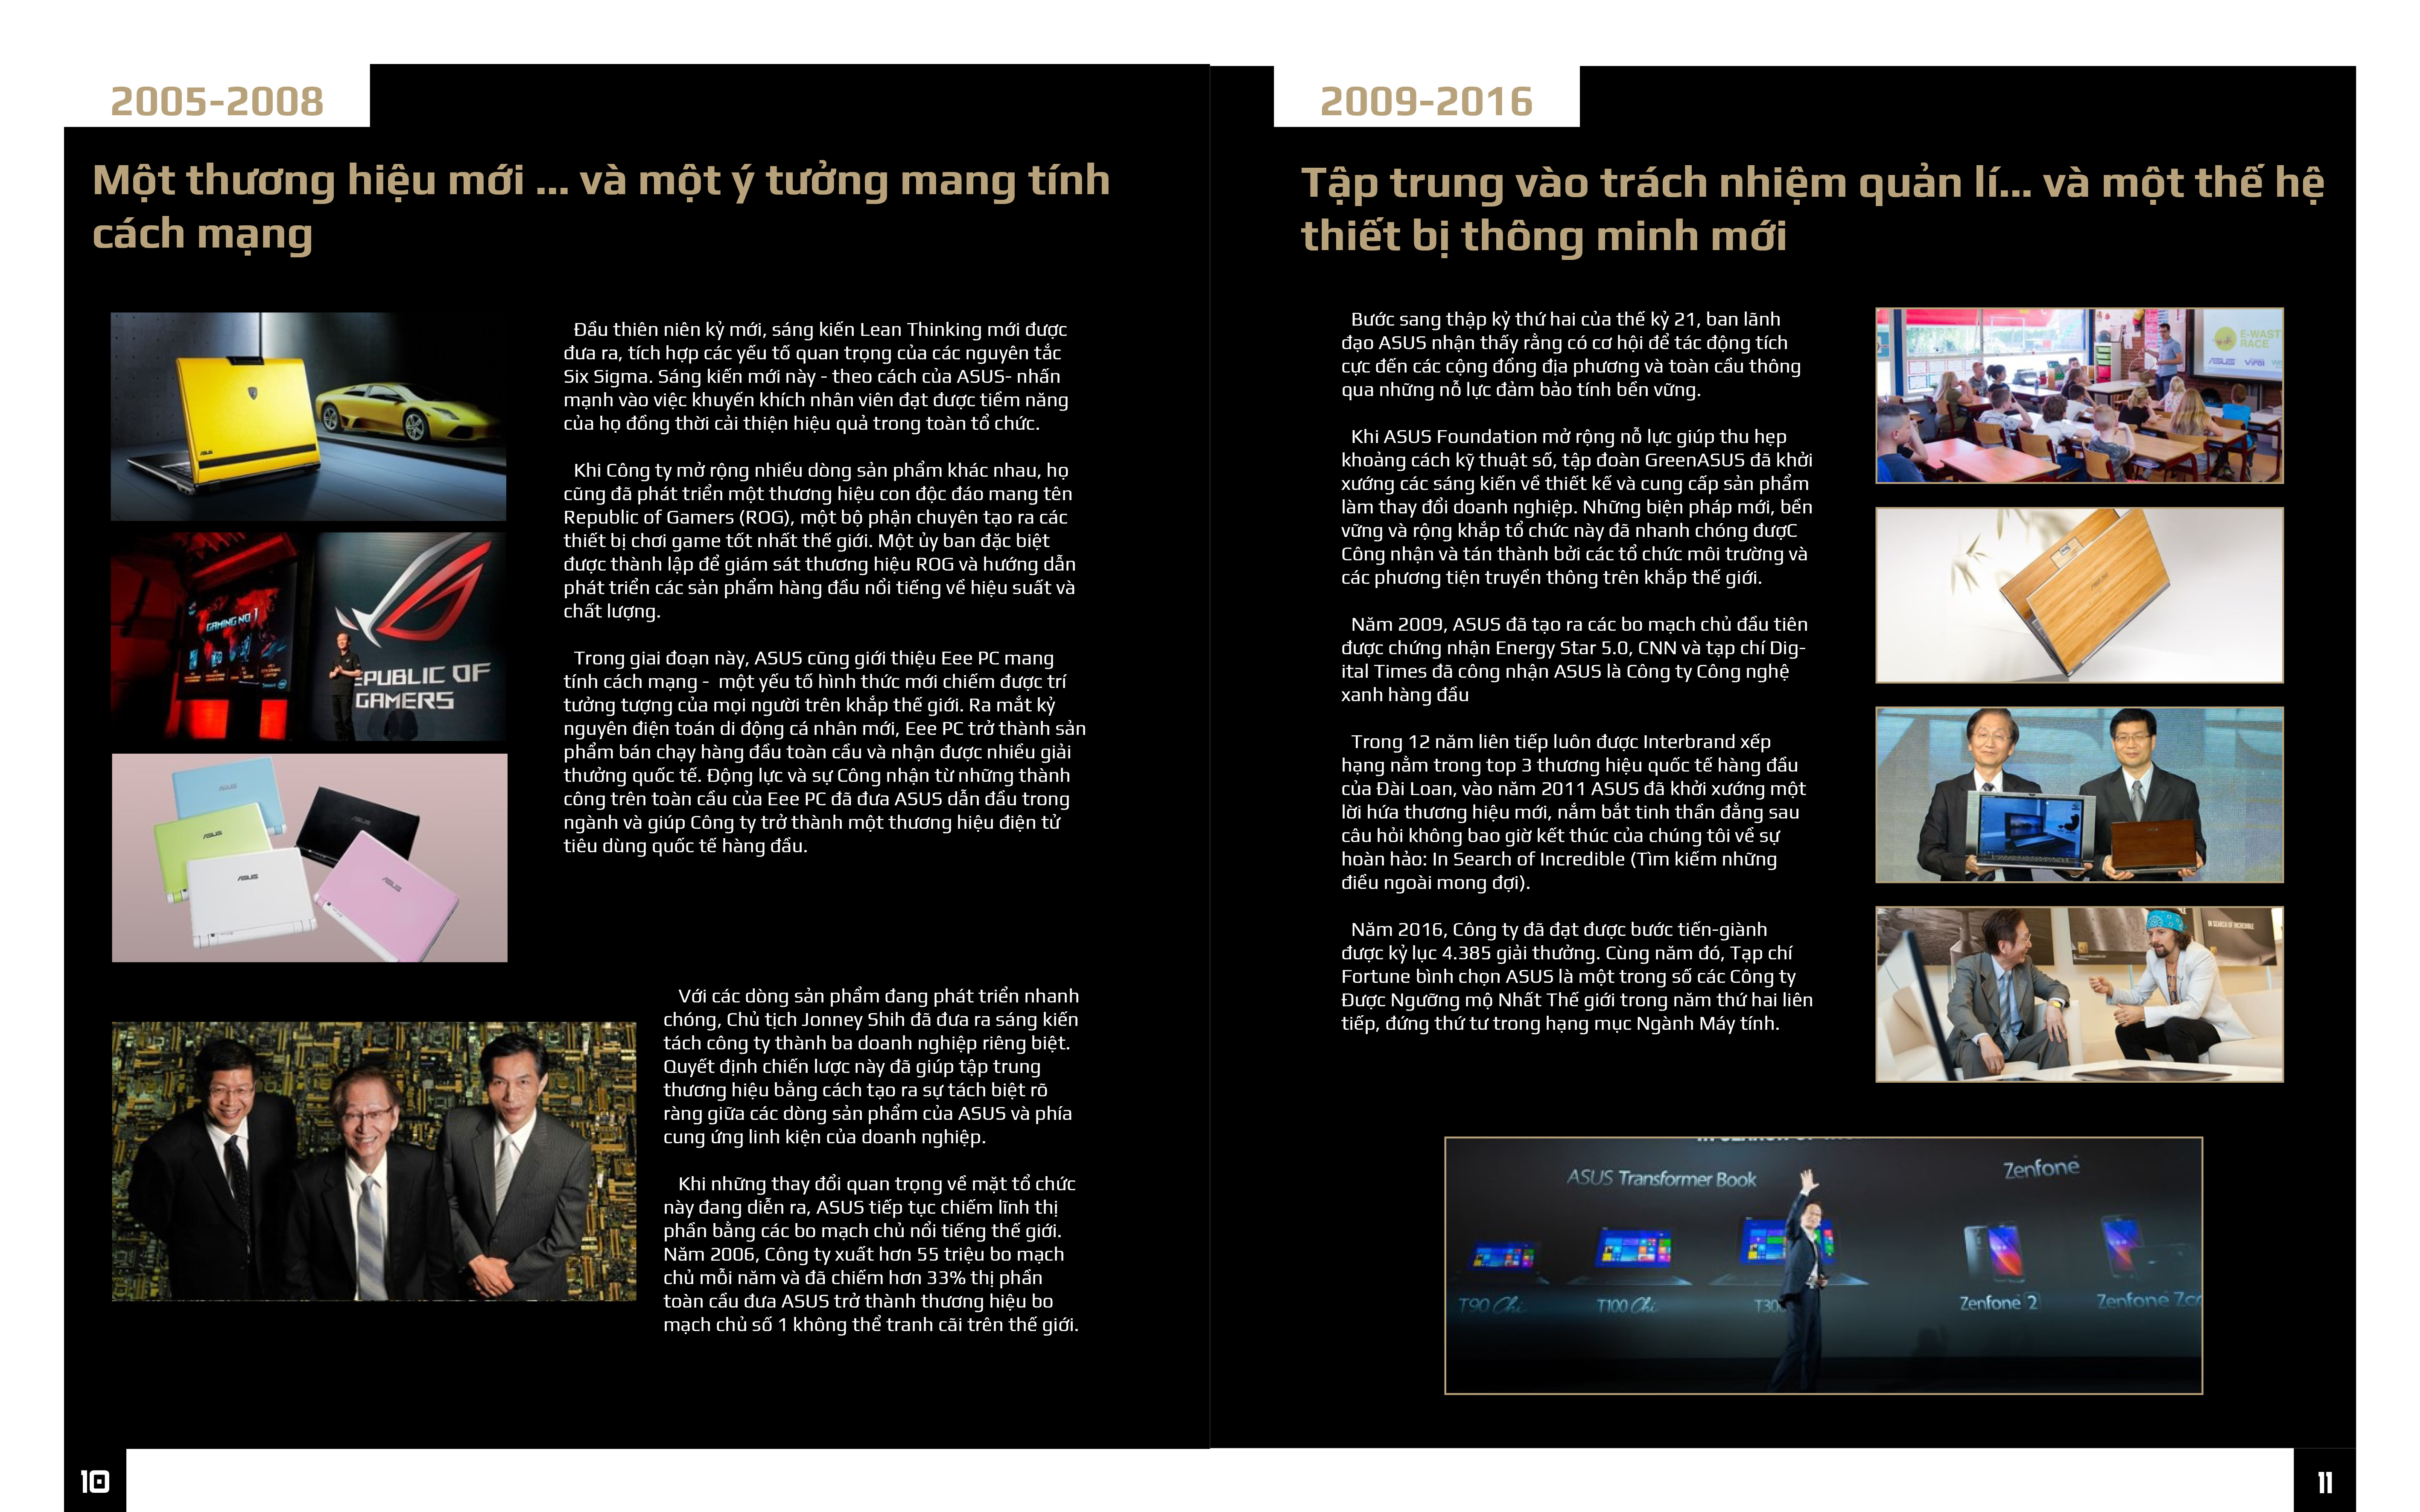 2005-2008
Một thương hiệu mới ... và một ý tưởng mang tính
cách mạng
ASUS
GAMING NO.1
REPUBLIC OF
GAMERS
ASUS
ASUS
ASUS
ASUS
ASUS
Đầu thiên niên kỷ mới, sáng kiến Lean Thinking mới được
đưa ra, tích hợp các yếu tố quan trọng của các nguyên tắc
Six Sigma. Sáng kiến mới này - theo cách của ASUS- nhấn
mạnh vào việc khuyến khích nhân viên đạt được tiềm năng
của họ đồng thời cải thiện hiệu quả trong toàn tổ chức.
Khi Công ty mở rộng nhiều dòng sản phẩm khác nhau, họ
cũng đã phát triển một thương hiệu con độc đáo mang tên
Republic of Gamers (ROG), một bộ phận chuyên tạo ra các
thiết bị chơi game tốt nhất thế giới. Một ủy ban đặc biệt
được thành lập để giám sát thương hiệu ROG và hướng dẫn
phát triển các sản phẩm hàng đầu nổi tiếng về hiệu suất và
chất lượng.
Trong giai đoạn này, ASUS cũng giới thiệu Eee PC mang
tính cách mạng -  một yếu tố hình thức mới chiếm được trí
tưởng tượng của mọi người trên khắp thế giới. Ra mắt kỷ
nguyên điện toán di động cá nhân mới, Eee PC trở thành sản
phẩm bán chạy hàng đầu toàn cầu và nhận được nhiều giải
thưởng quốc tế. Động lực và sự Công nhận từ những thành
công trên toàn cầu của Eee PC đã đưa ASUS dẫn đầu trong
ngành và giúp Công ty trở thành một thương hiệu điện tử
tiêu dùng quốc tế hàng đầu.
Với các dòng sản phẩm đang phát triển nhanh
chóng, Chủ tịch Jonney Shih đã đưa ra sáng kiến
tách công ty thành ba doanh nghiệp riêng biệt.
Quyết định chiến lược này đã giúp tập trung
thương hiệu bằng cách tạo ra sự tách biệt rõ
ràng giữa các dòng sản phẩm của ASUS và phía
cung ứng linh kiện của doanh nghiệp.
Khi những thay đổi quan trọng về mặt tổ chức
này đang diễn ra, ASUS tiếp tục chiếm lĩnh thị
phần bằng các bo mạch chủ nổi tiếng thế giới.
Năm 2006, Công ty xuất hơn 55 triệu bo mạch
chủ mỗi năm và đã chiếm hơn 33% thị phần
toàn cầu đưa ASUS trở thành thương hiệu bo
mạch chủ số 1 không thể tranh cãi trên thế giới.
10
2009-2016
Tập trung vào trách nhiệm quản lí... và một thế hệ
thiết bị thông minh mới
Bước sang thập kỷ thứ hai của thế kỷ 21, ban lãnh
đạo ASUS nhận thấy rằng có cơ hội để tác động tích
cực đến các cộng đồng địa phương và toàn cầu thông
qua những nỗ lực đảm bảo tính bền vững.
Khi ASUS Foundation mở rộng nỗ lực giúp thu hẹp
khoảng cách kỹ thuật số, tập đoàn GreenASUS đã khởi
xướng các sáng kiến về thiết kế và cung cấp sản phẩm
làm thay đổi doanh nghiệp. Những biện pháp mới, bền
vững và rộng khắp tổ chức này đã nhanh chóng đượC
Công nhận và tán thành bởi các tổ chức môi trường và
các phương tiện truyền thông trên khắp thế giới.
Năm 2009, ASUS đã tạo ra các bo mạch chủ đầu tiên
được chứng nhận Energy Star 5.0, CNN và tạp chí Dig-
ital Times đã công nhận ASUS là Công ty Công nghệ
xanh hàng đầu
Trong 12 năm liên tiếp luôn được Interbrand xếp
hạng nằm trong top 3 thương hiệu quốc tế hàng đầu
của Đài Loan, vào năm 2011 ASUS đã khởi xướng một
lời hứa thương hiệu mới, nắm bắt tinh thần đằng sau
câu hỏi không bao giờ kết thúc của chúng tôi về sự
hoàn hảo: In Search of Incredible (Tìm kiếm những
điều ngoài mong đợi).
Năm 2016, Công ty đã đạt được bước tiến-giành
được kỷ lục 4.385 giải thưởng. Cùng năm đó, Tạp chí
Fortune bình chọn ASUS là một trong số các Công ty
Được Ngưỡng mộ Nhất Thế giới trong năm thứ hai liên
tiếp, đứng thứ tư trong hạng mục Ngành Máy tính.
E-WAST
RACE
ASUS
ASUS
IN SEARCH OF INCREDIBLE
ASUS Transformer Book
Zenfone
T90 Chi
T100 Chi
T30
Zenfone 2
Zenfone Zoo
11